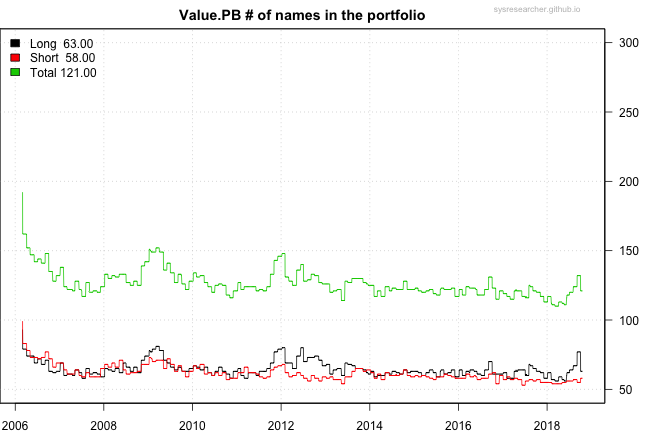 Value.PB # of names in the portfolio
sysresearcher.github.io
Long 63.00
Short 58.00
Total 121.00
300
250
200
150
100
50
2006 2008 2010 2012 2014 2016 2018